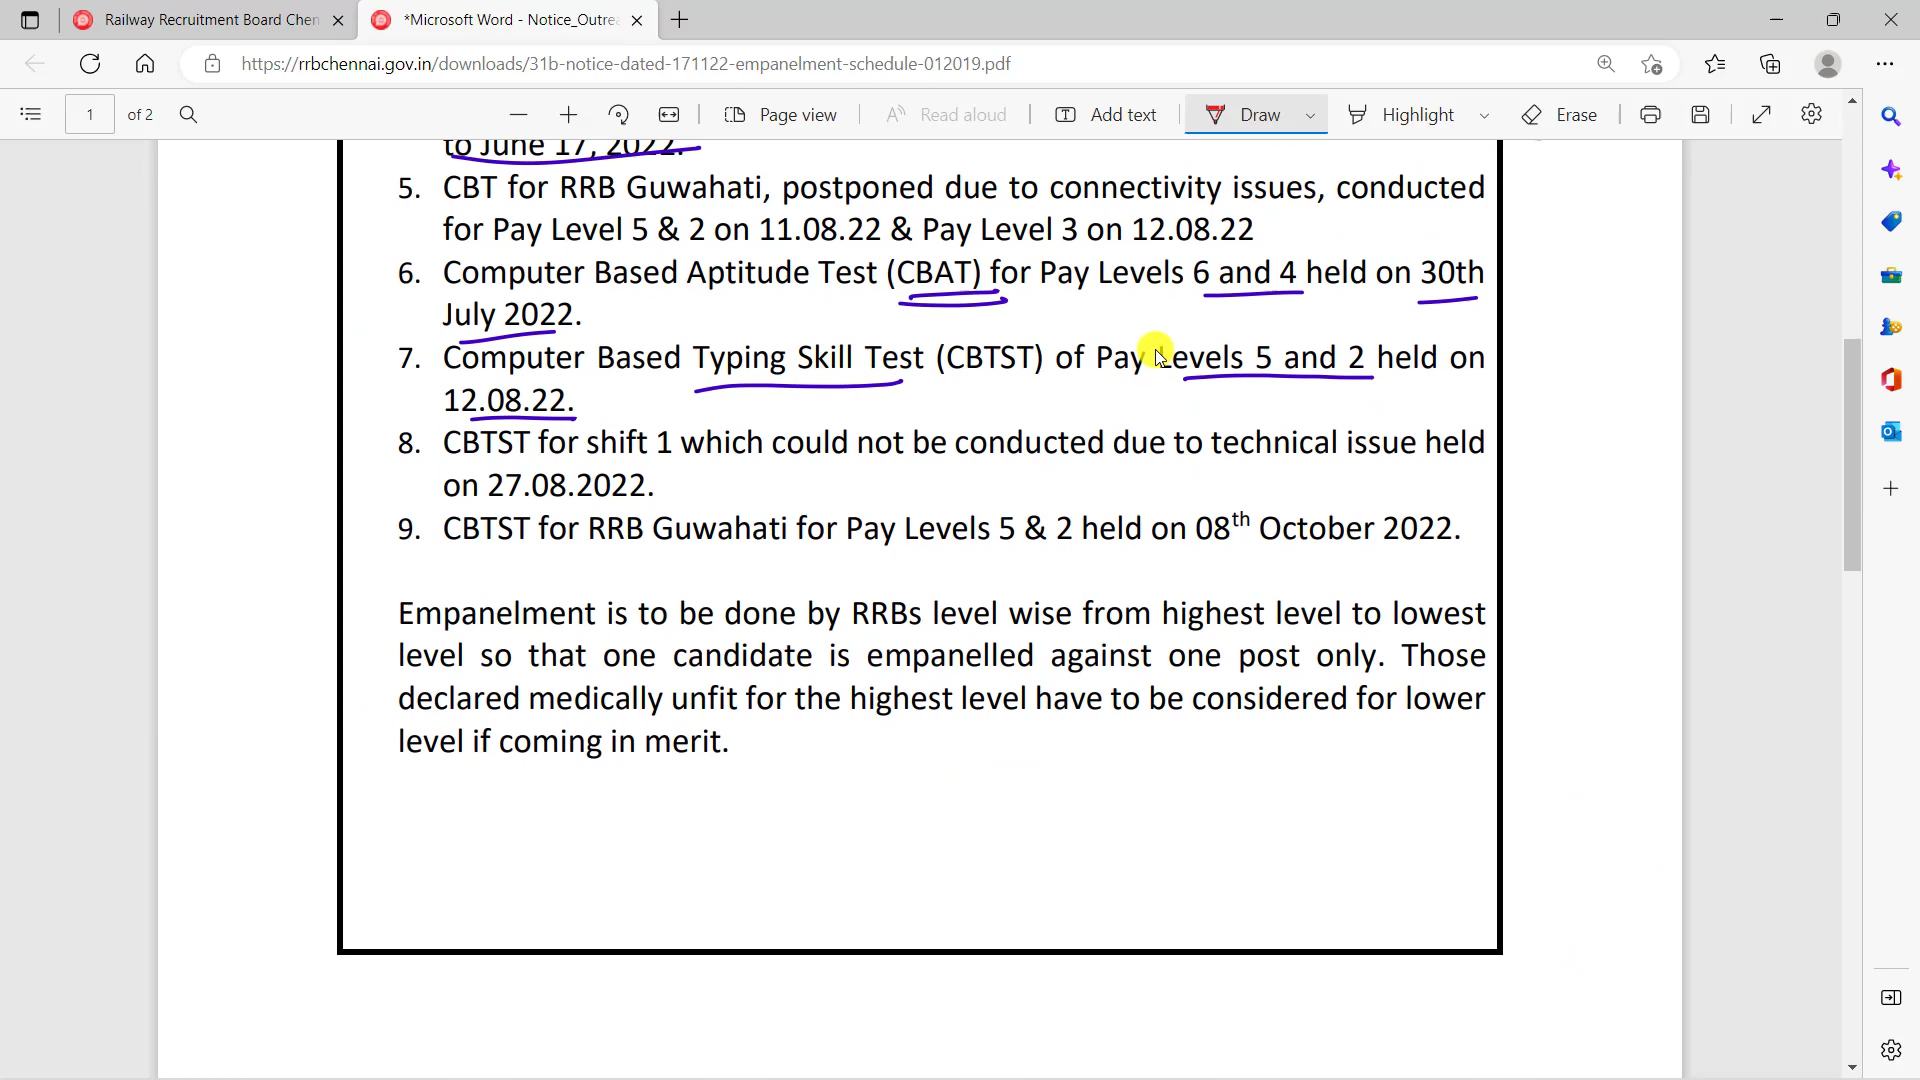 Railway Recruitment Board Chen
*Microsoft Word - Notice_Outrea
https://rrbchennai.gov.in/downloads/31b-notice-dated-171122-empanelment-schedule-012019.pdf
1 of 2
Page view
Read aloud
Add text
Draw
Highlight
Erase
to June 17, 2022.
5. CBT for RRB Guwahati, postponed due to connectivity issues, conducted
for Pay Level 5 & 2 on 11.08.22 & Pay Level 3 on 12.08.22
6. Computer Based Aptitude Test (CBAT) for Pay Levels 6 and 4 held on 30th
July 2022.
7. Computer Based Typing Skill Test (CBTST) of Pay Levels 5 and 2 held on
12.08.22.
8. CBTST for shift 1 which could not be conducted due to technical issue held
on 27.08.2022.
9. CBTST for RRB Guwahati for Pay Levels 5 & 2 held on 08th October 2022.
Empanelment is to be done by RRBs level wise from highest level to lowest
level so that one candidate is empanelled against one post only. Those
declared medically unfit for the highest level have to be considered for lower
level if coming in merit.